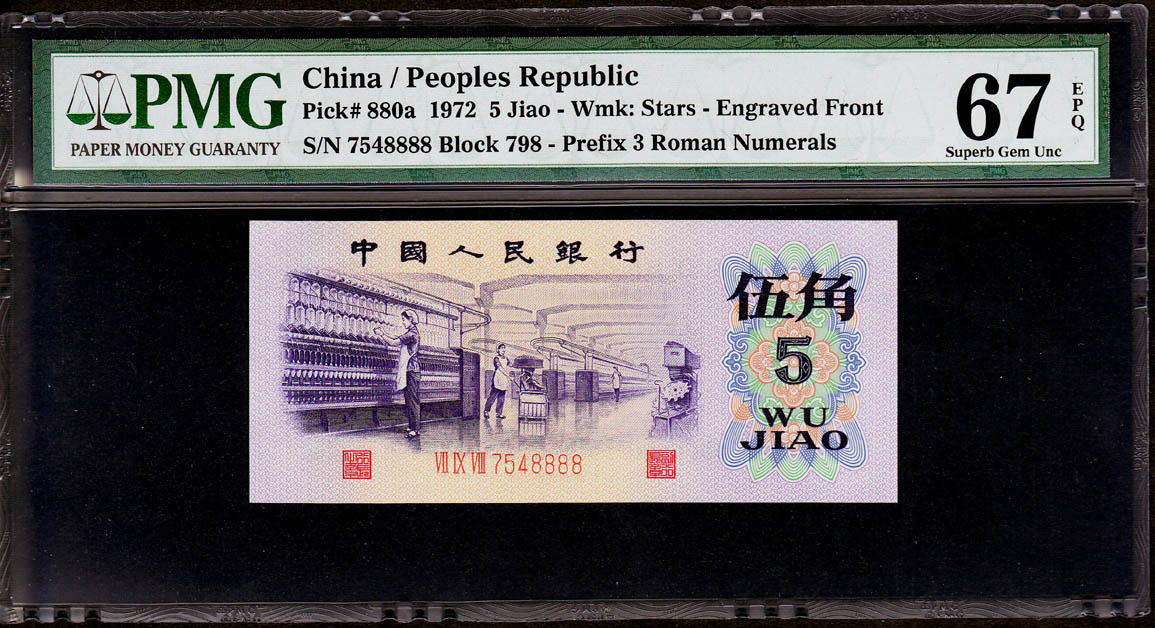 PMG
PAPER MONEY GUARANTY
China / Peoples Republic
Pick# 880a 1972 5 Jiao - Wmk: Stars - Engraved Front
S/N 7548888 Block 798 - Prefix 3 Roman Numerals
67
EPQ
Superb Gem Unc
中國人民銀行
伍角
5
WU
JIAO
VII IX VIII 7548888